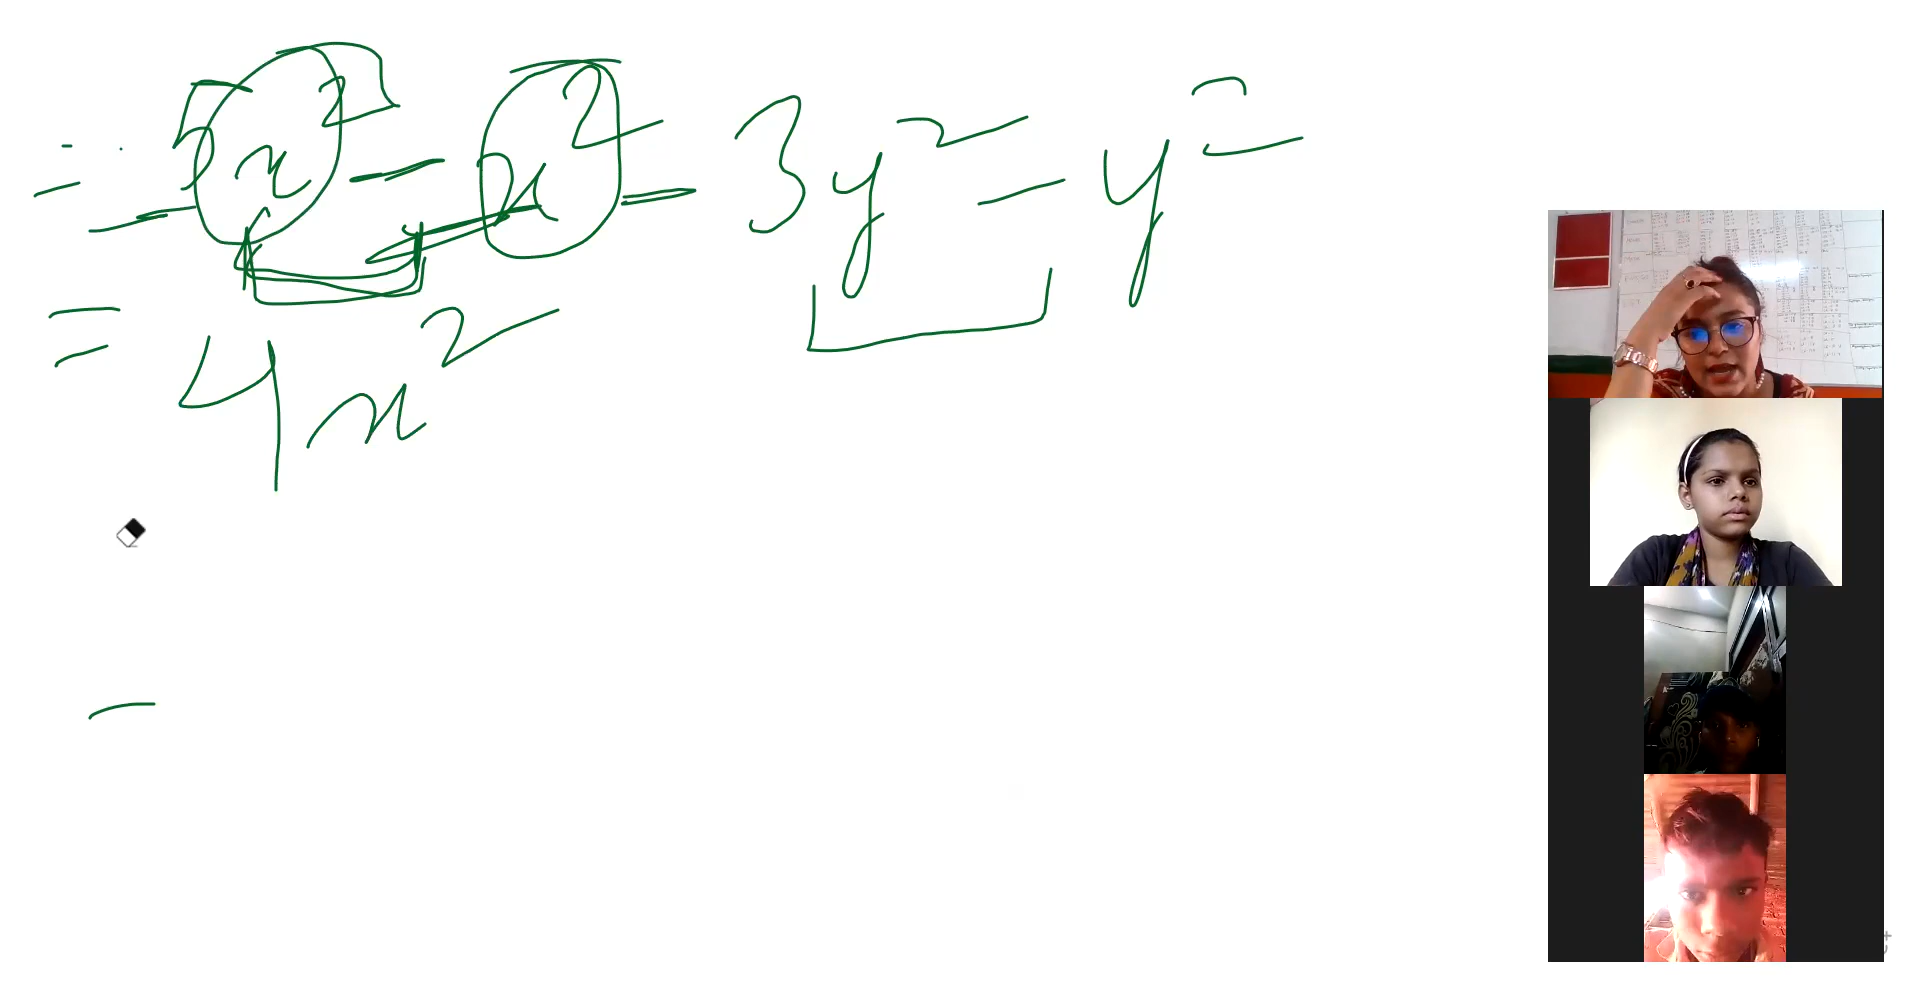 = 5x² - x² - 3y² - y²
= 4x²